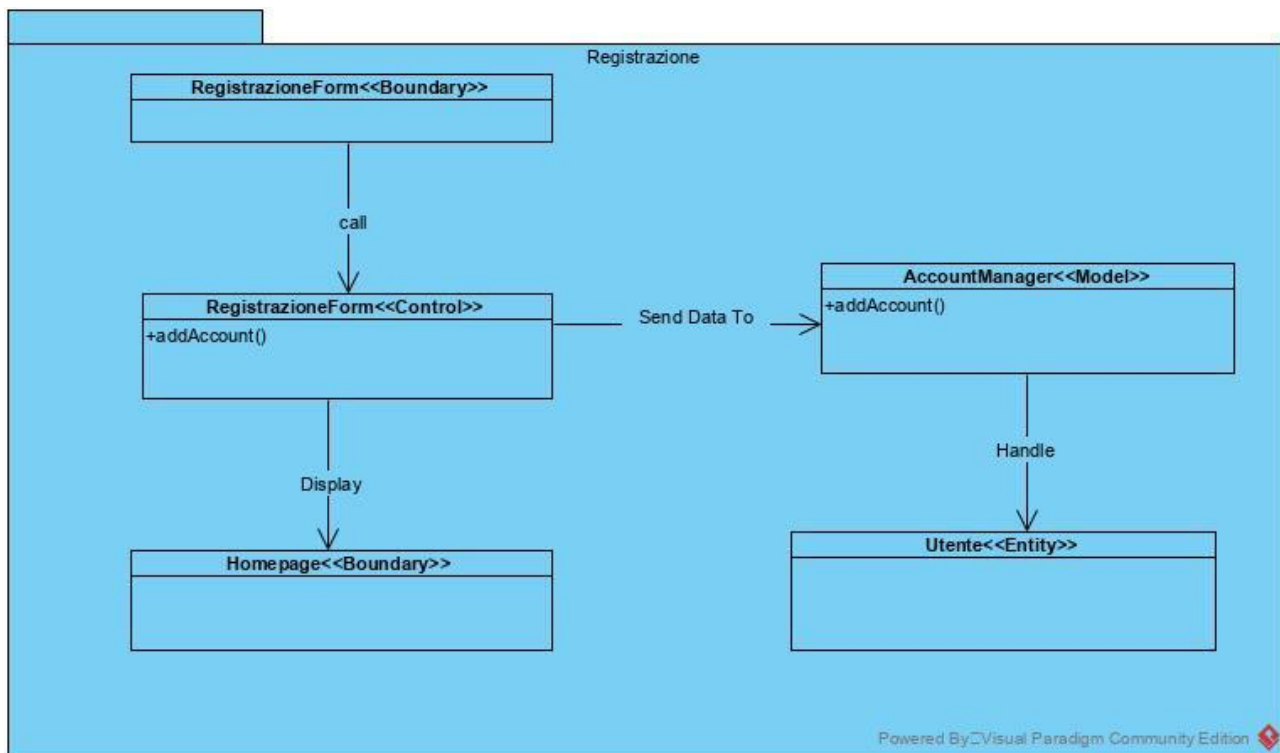 Registrazione
RegistrazioneForm<<Boundary>>
call
RegistrazioneForm<<Control>>
+addAccount()
Send Data To
AccountManager<<Model>>
+addAccount()
Display
Handle
Homepage<<Boundary>>
Utente<<Entity>>
Powered By Visual Paradigm Community Edition